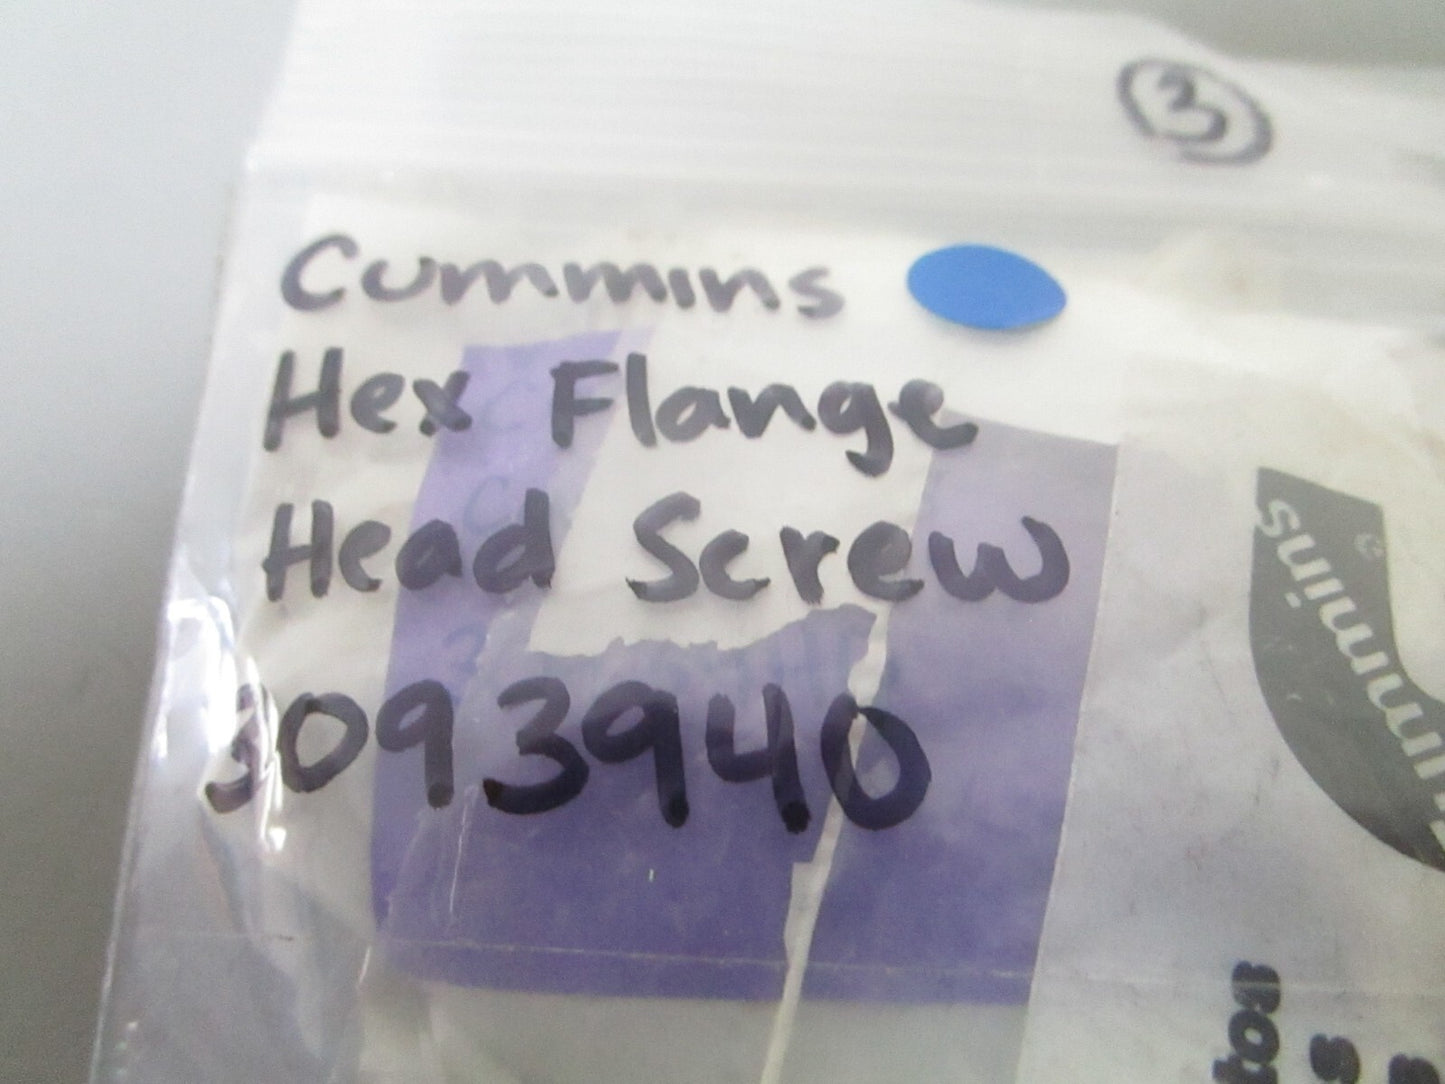 3
Cummins
Hex Flange
Head Screw
3093940